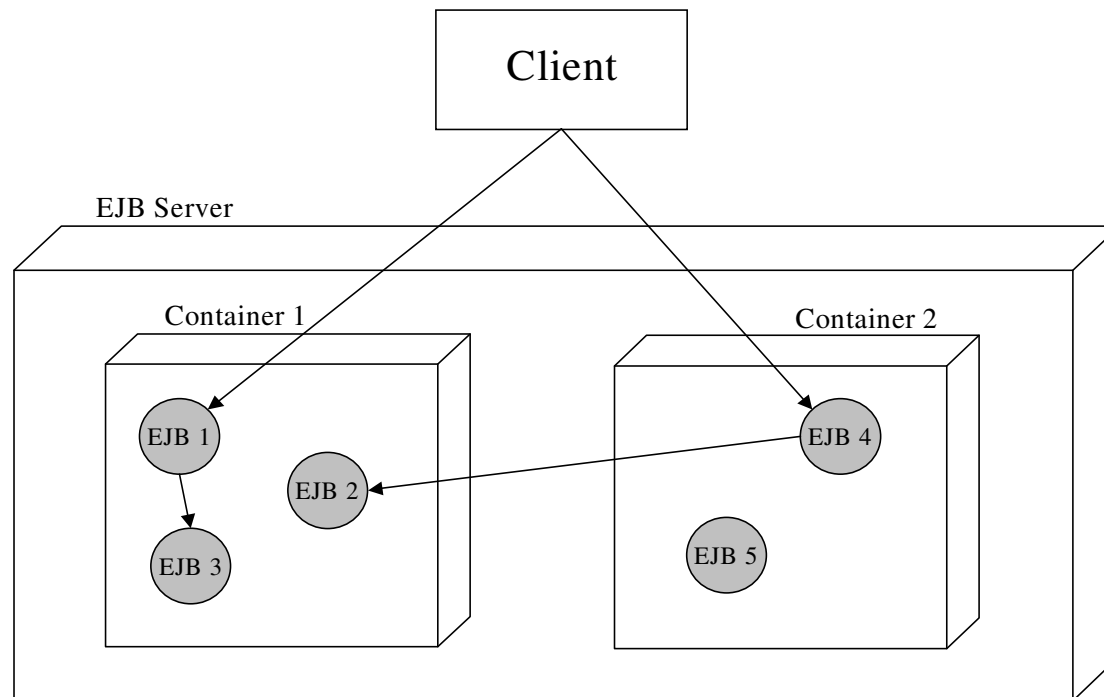 Client
EJB Server
Container 1
Container 2
EJB 1
EJB 4
EJB 2
EJB 3
EJB 5